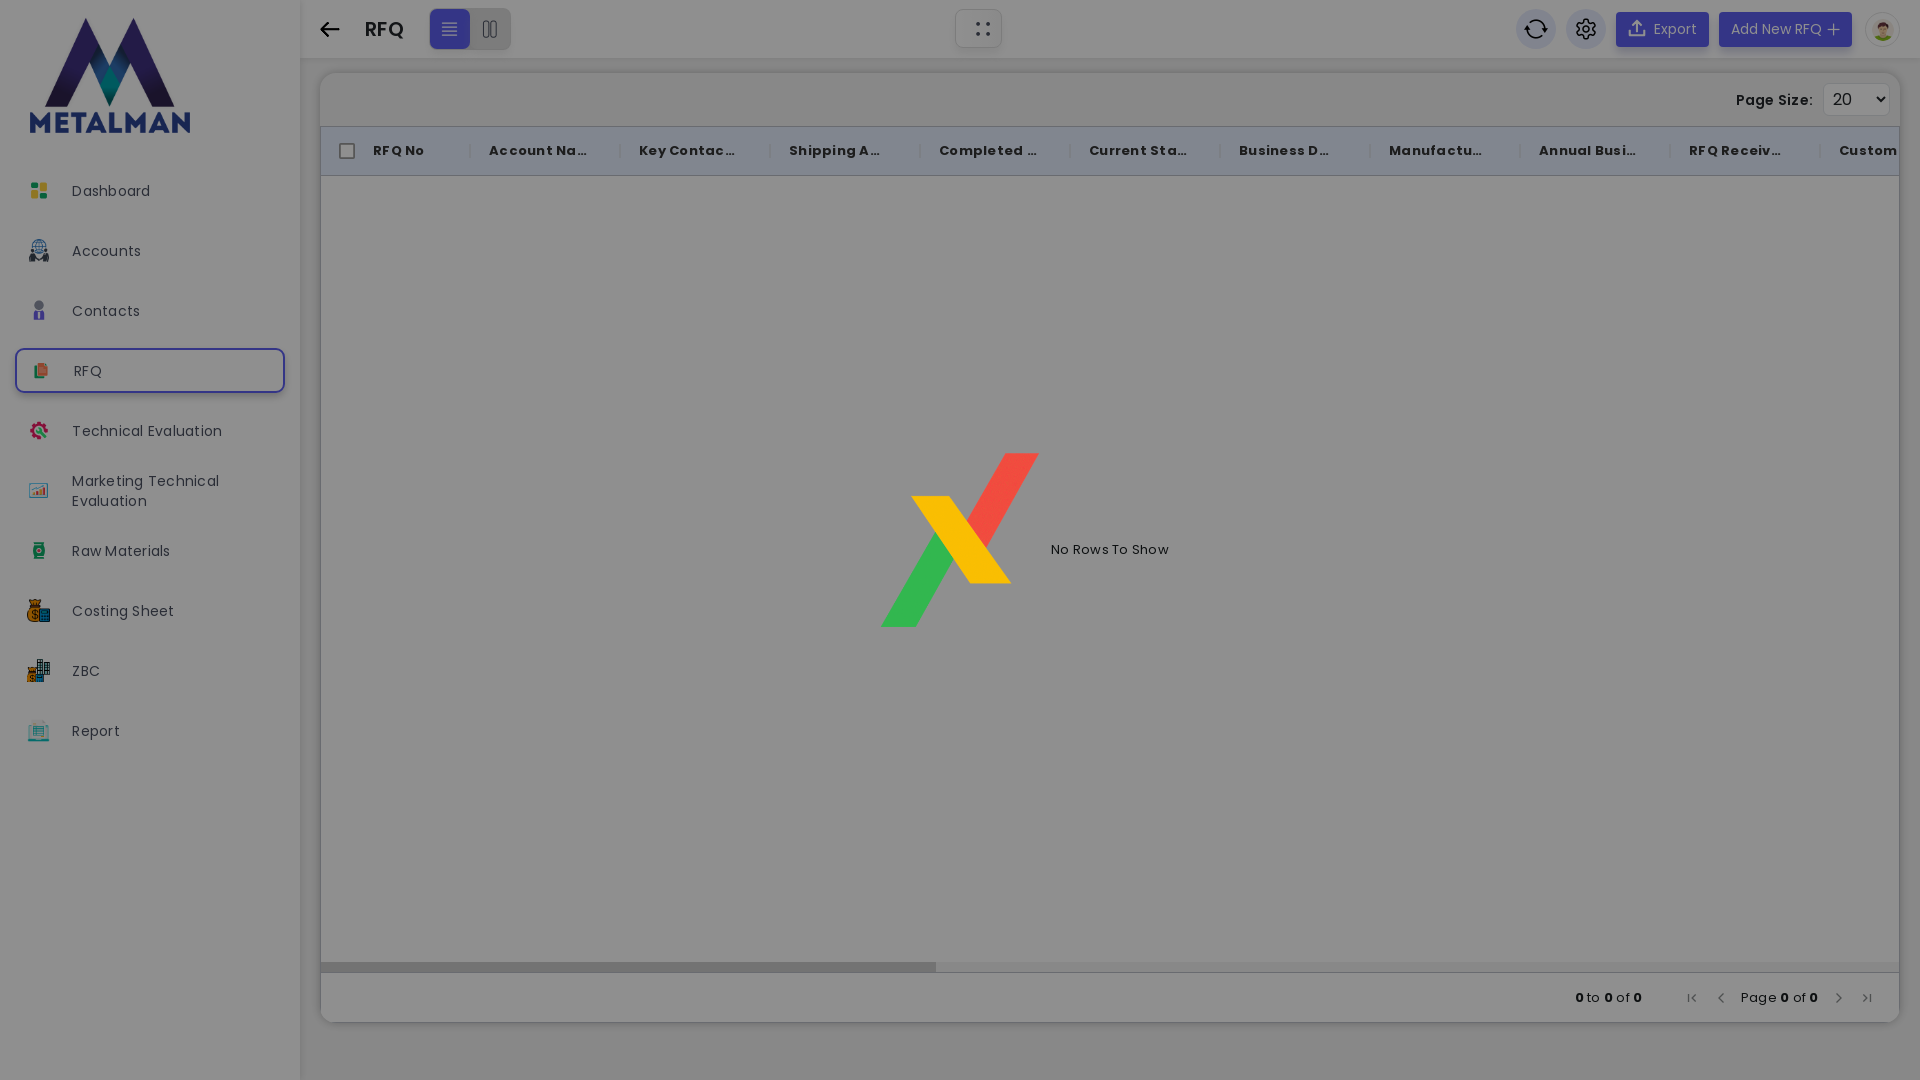 METALMAN
Dashboard
Accounts
Contacts
RFQ
Technical Evaluation
Marketing Technical
Evaluation
Raw Materials
Costing Sheet
ZBC
Report
RFQ
Export
Add New RFQ
Page Size:
20
RFQ No
Account Na...
Key Contac...
Shipping A...
Completed ...
Current Sta...
Business D...
Manufactu...
Annual Busi...
RFQ Receiv...
Custom
No Rows To Show
0 to 0 of 0
Page 0 of 0